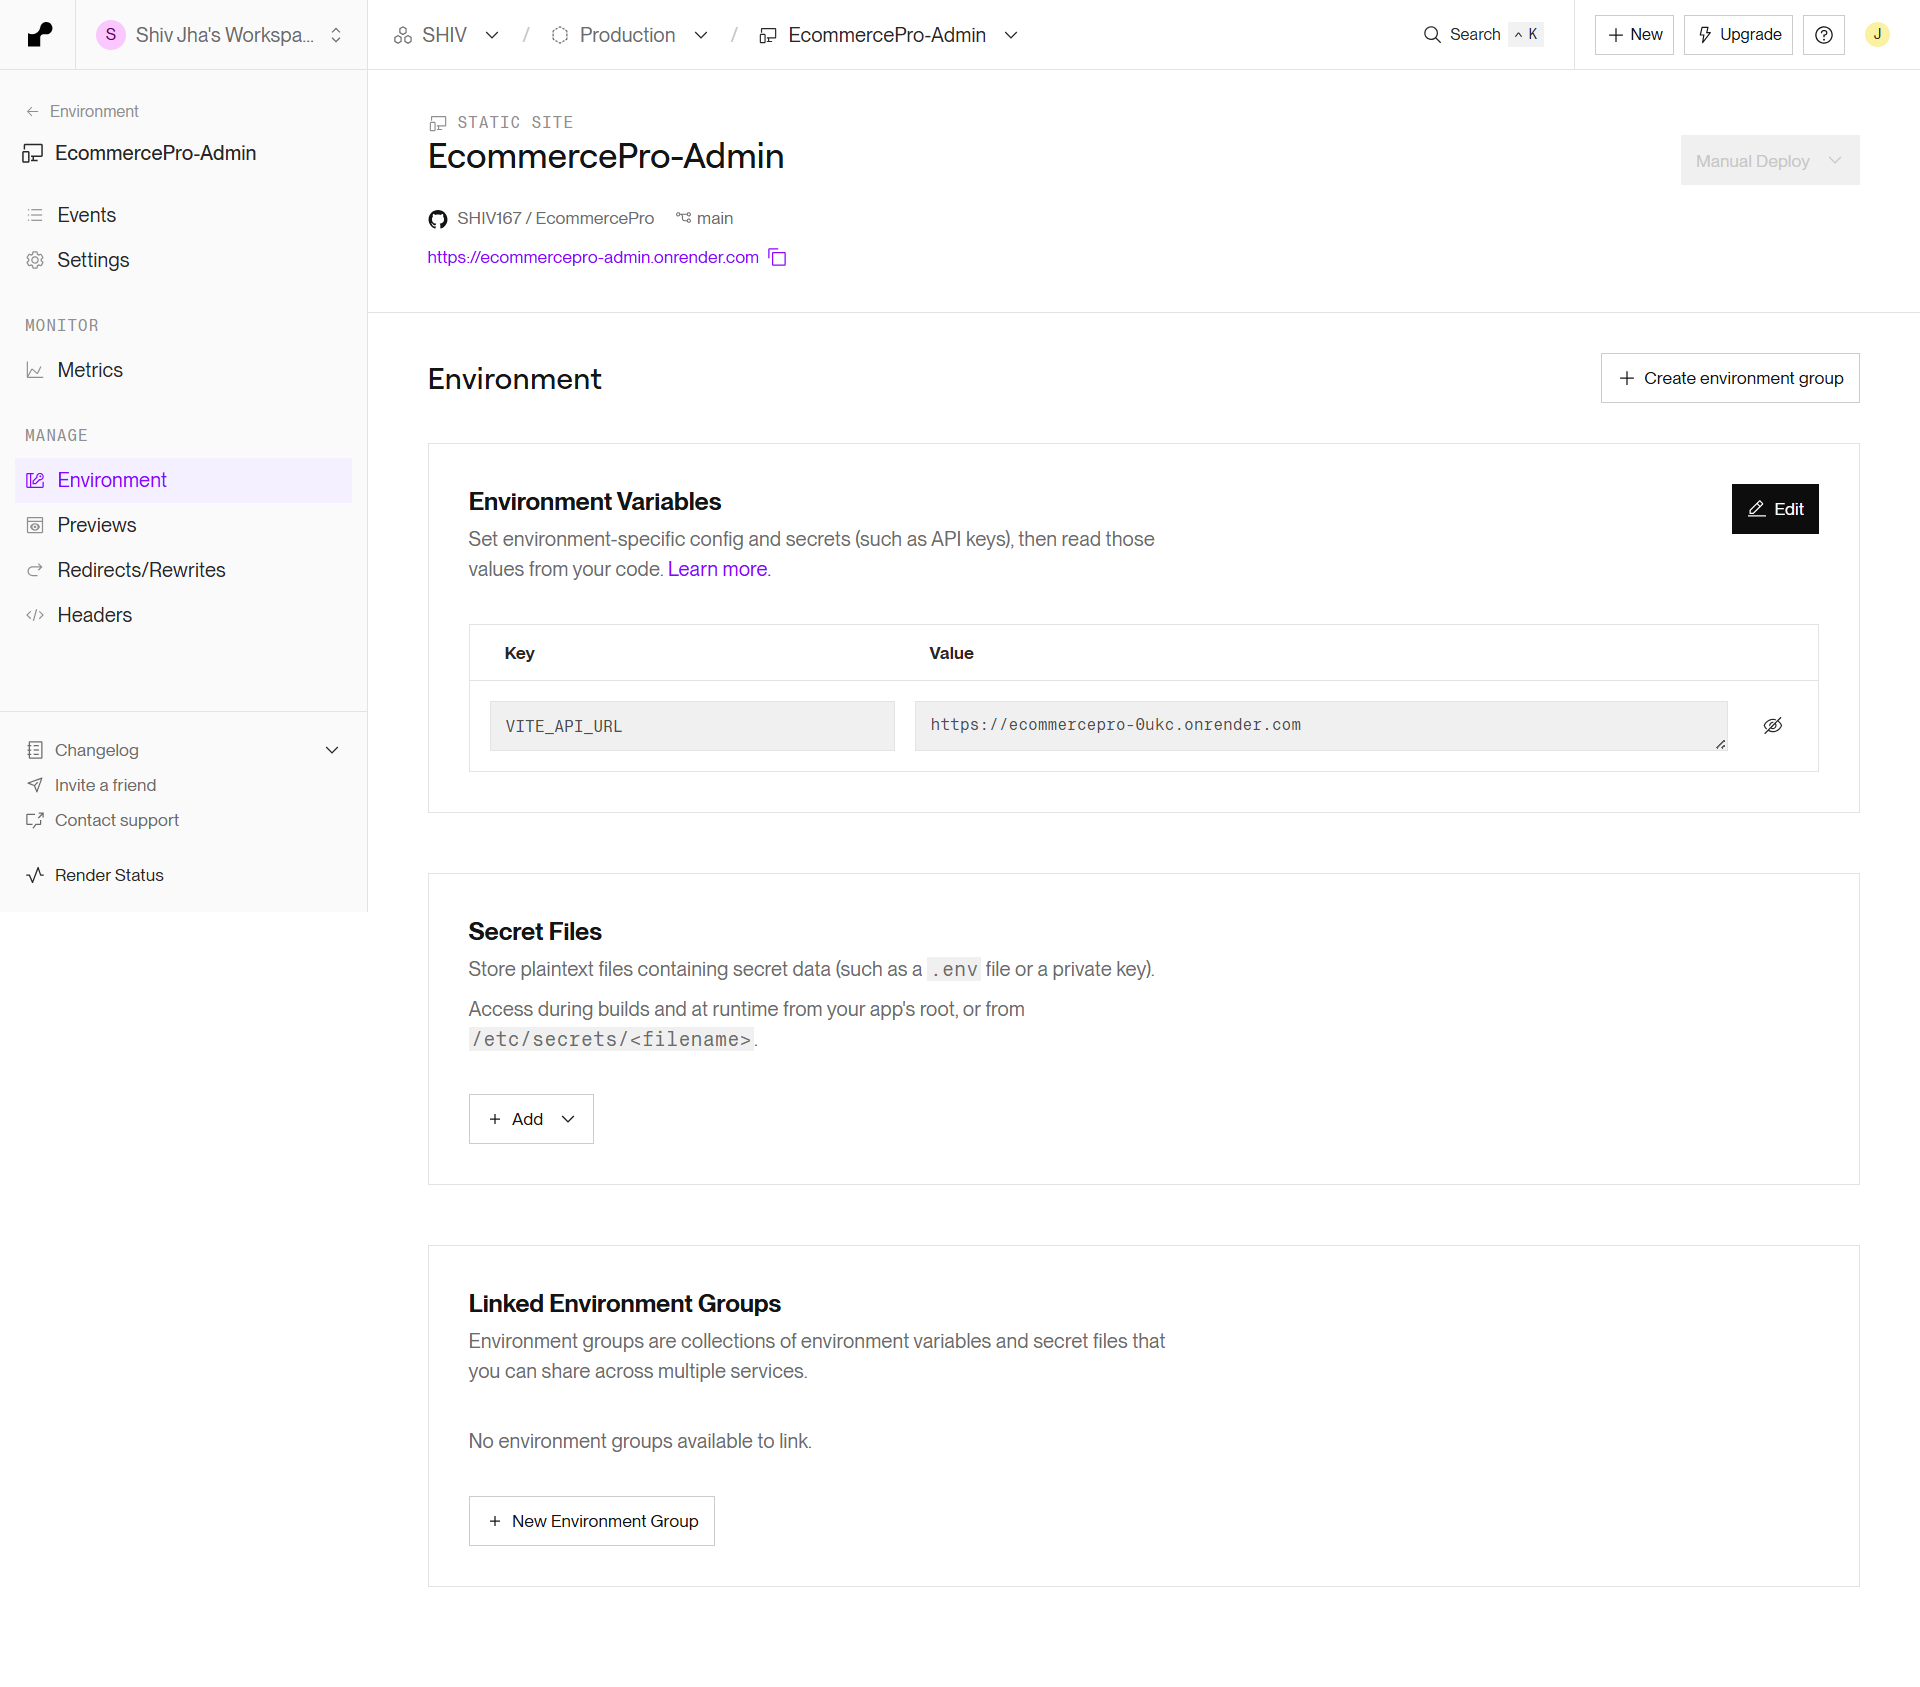 S Shiv Jha's Workspa...
SHIV / Production / EcommercePro-Admin
Search ^ K
New
Upgrade
J
Environment
EcommercePro-Admin
Events
Settings
MONITOR
Metrics
MANAGE
Environment
Previews
Redirects/Rewrites
Headers
Changelog
Invite a friend
Contact support
Render Status
STATIC SITE
EcommercePro-Admin
Manual Deploy
SHIV167 / EcommercePro main
https://ecommercepro-admin.onrender.com
Environment
Create environment group
Environment Variables
Edit
Set environment-specific config and secrets (such as API keys), then read those
values from your code. Learn more.
Key Value
VITE_API_URL https://ecommercepro-0ukc.onrender.com
Secret Files
Store plaintext files containing secret data (such as a .env file or a private key).
Access during builds and at runtime from your app's root, or from
/etc/secrets/<filename>.
+ Add
Linked Environment Groups
Environment groups are collections of environment variables and secret files that
you can share across multiple services.
No environment groups available to link.
+ New Environment Group